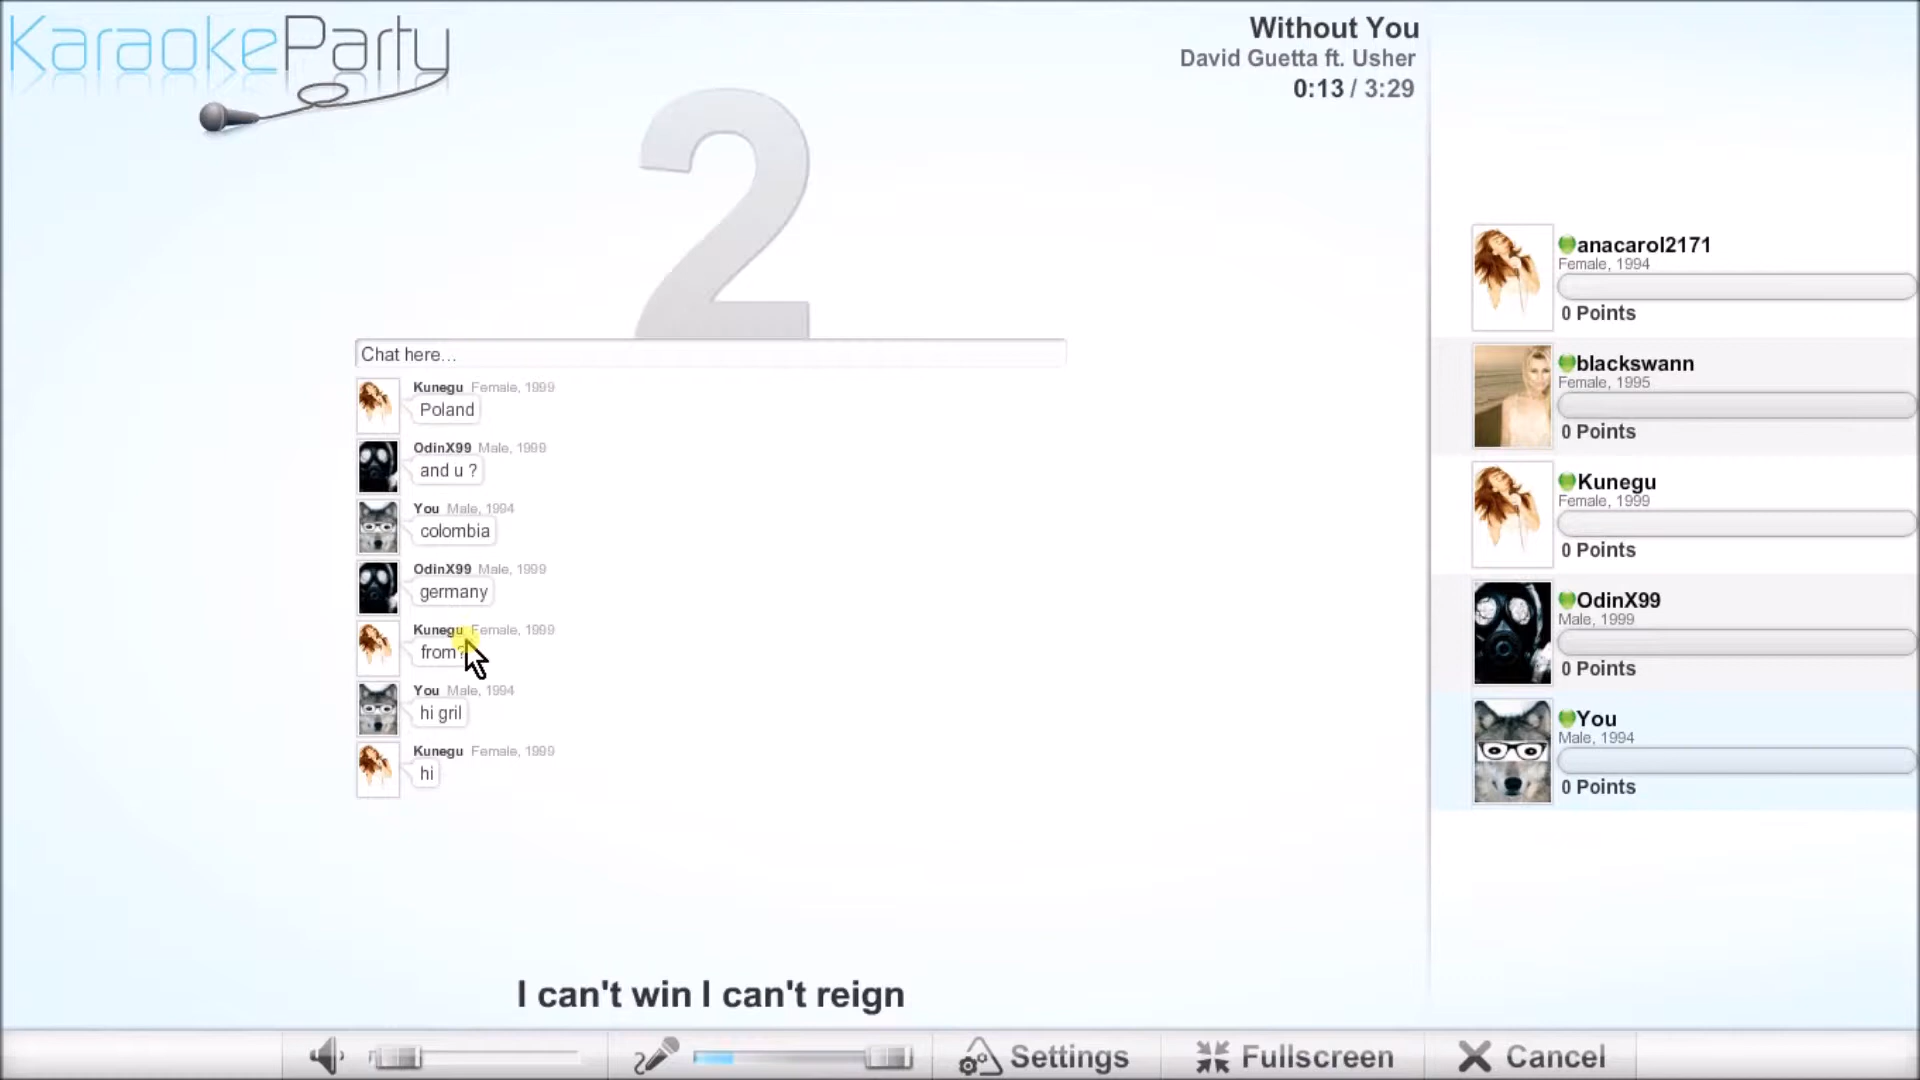 KaraokeParty
Without You
David Guetta ft. Usher
0:13 / 3:29
2
Chat here...
Kunegu Female, 1999
Poland
OdinX99 Male, 1999
and u ?
You Male, 1994
colombia
OdinX99 Male, 1999
germany
Kunegu Female, 1999
from?
You Male, 1994
hi gril
Kunegu Female, 1999
hi
anacarol2171
Female, 1994
0 Points
blackswann
Female, 1995
0 Points
Kunegu
Female, 1999
0 Points
OdinX99
Male, 1999
0 Points
You
Male, 1994
0 Points
I can't win I can't reign
Settings
Fullscreen
Cancel